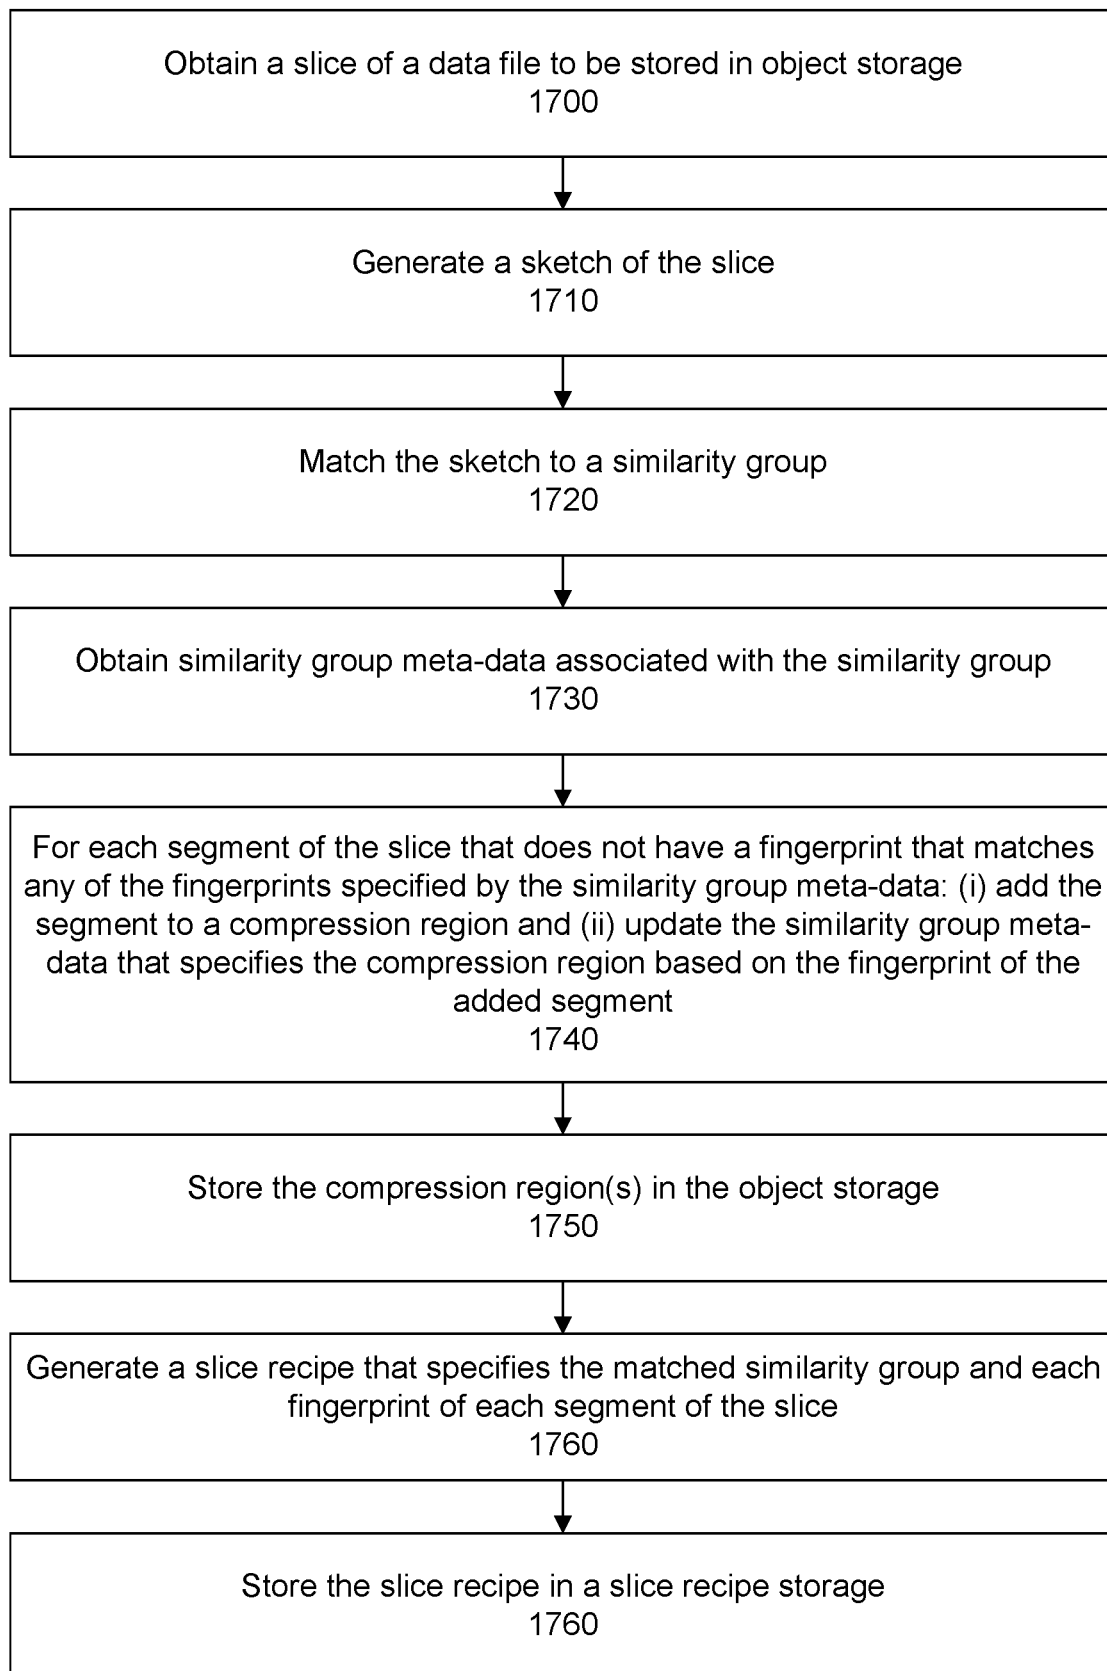 Obtain a slice of a data file to be stored in object storage
1700
Generate a sketch of the slice
1710
Match the sketch to a similarity group
1720
Obtain similarity group meta-data associated with the similarity group
1730
For each segment of the slice that does not have a fingerprint that matches
any of the fingerprints specified by the similarity group meta-data: (i) add the
segment to a compression region and (ii) update the similarity group meta-
data that specifies the compression region based on the fingerprint of the
added segment
1740
Store the compression region(s) in the object storage
1750
Generate a slice recipe that specifies the matched similarity group and each
fingerprint of each segment of the slice
1760
Store the slice recipe in a slice recipe storage
1760